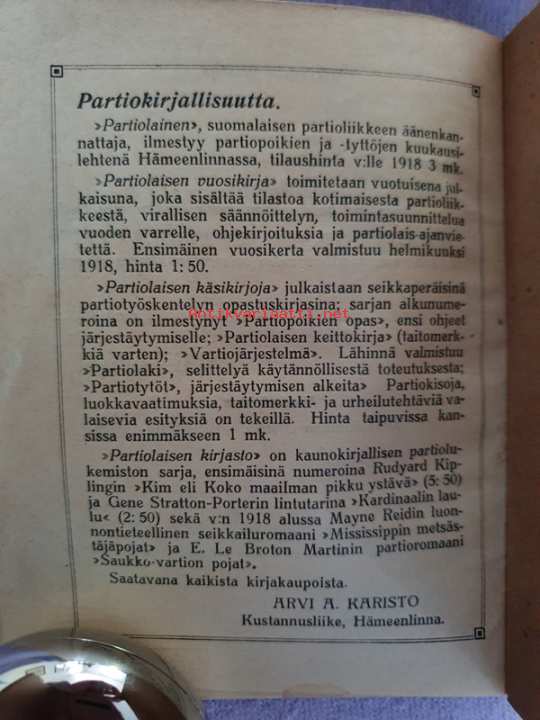 Partiokirjallisuutta.
»Partiolainen», suomalaisen partioliikkeen äänenkan-
nattaja, ilmestyy partiopoikien ja -tyttöjen kuukausi-
lehtenä Hämeenlinnassa, tilaushinta v:lle 1918 3 mk.
»Partiolaisen vuosikirja» toimitetaan vuotuisena jul-
kaisuna, joka sisältää tilastoa kotimaisesta partioliik-
keestä, virallisen säännöittelyn, toimintasuunnittelua
vuoden varrelle, ohjekirjoituksia ja partiolais-ajanvie-
tettä. Ensimäinen vuosikerta valmistuu helmikuuksi
1918, hinta 1: 50.
»Partiolaisen käsikirjoja» julkaistaan seikkaperäisinä
partiotyöskentelyn opastuskirjasina; sarjan alkunume-
roina on ilmestynyt »Partiopoikien opas», ensi ohjeet
järjestäytymiselle; »Partiolaisen keittokirja» (taitomerk-
kiä varten); »Vartiojärjestelmä». Lähinnä valmistuu
»Partiolaki», selittelyä käytännöllisestä toteutuksesta;
»Partiotytöt», järjestäytymisen alkeita» Partiokisoja,
luokkavaatimuksia, taitomerkki- ja urheilutehtäviä va-
laisevia esityksiä on tekeillä. Hinta taipuvissa kan-
sissa enimmäkseen 1 mk.
»Partiolaisen kirjasto» on kaunokirjallisen partiolu-
kemiston sarja, ensimäisinä numeroina Rudyard Kip-
lingin »Kim eli Koko maailman pikku ystävä» (5: 50)
ja Gene Stratton-Porterin lintutarina »Kardinaalin lau-
lu« (2: 50) sekä v:n 1918 alussa Mayne Reidin luon-
nontieteellinen seikkailuromaani »Mississippin metsäs-
täjäpojat» ja E. Le Broton Martinin partioromaani
»Saukko-vartion pojat».
Saatavana kaikista kirjakaupoista.
ARVI A. KARISTO
Kustannusliike, Hämeenlinna.
Antikvariaatti.net